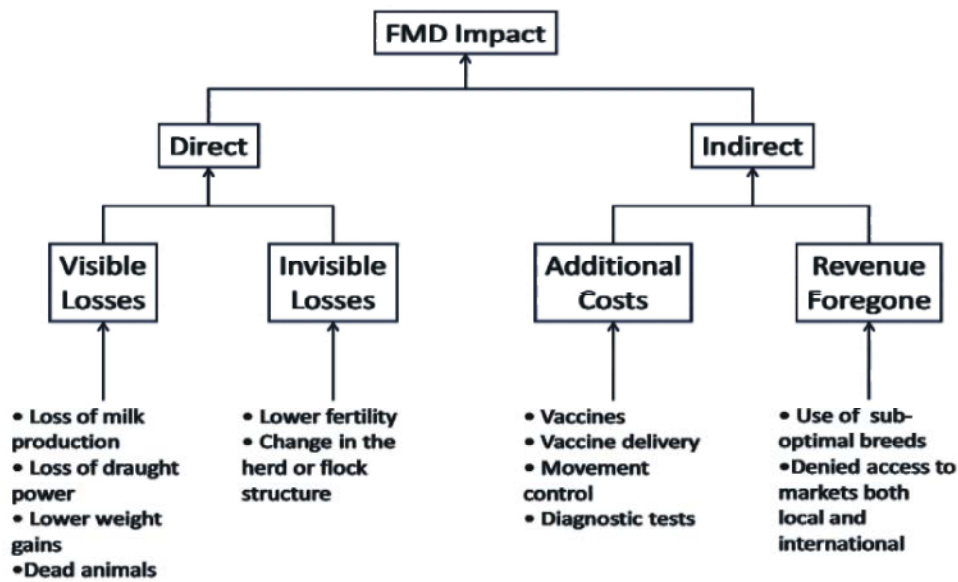 FMD Impact
Direct
Indirect
Visible
Losses
Invisible
Losses
Additional
Costs
Revenue
Foregone
• Loss of milk
production
• Loss of draught
power
• Lower weight
gains
•Dead animals
• Lower fertility
• Change in the
herd or flock
structure
• Vaccines
• Vaccine delivery
• Movement
control
• Diagnostic tests
• Use of sub-
optimal breeds
•Denied access to
markets both
local and
international